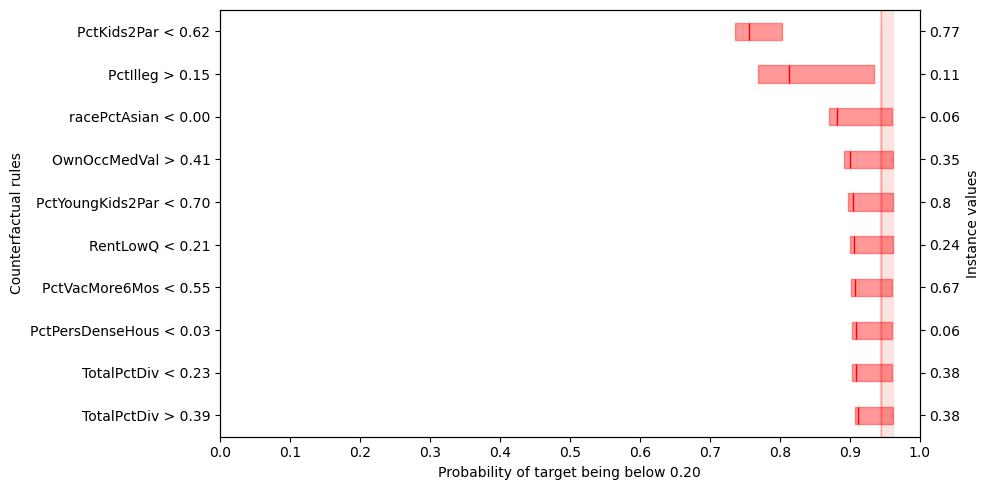 PctKids2Par < 0.62
0.77
PctIlleg > 0.15
0.11
racePctAsian < 0.00
0.06
OwnOccMedVal > 0.41
0.35
PctYoungKids2Par < 0.70
0.8
RentLowQ < 0.21
0.24
PctVacMore6Mos < 0.55
0.67
PctPersDenseHous < 0.03
0.06
TotalPctDiv < 0.23
0.38
TotalPctDiv > 0.39
0.38
Counterfactual rules
Instance values
0.0 0.1 0.2 0.3 0.4 0.5 0.6 0.7 0.8 0.9 1.0
Probability of target being below 0.20